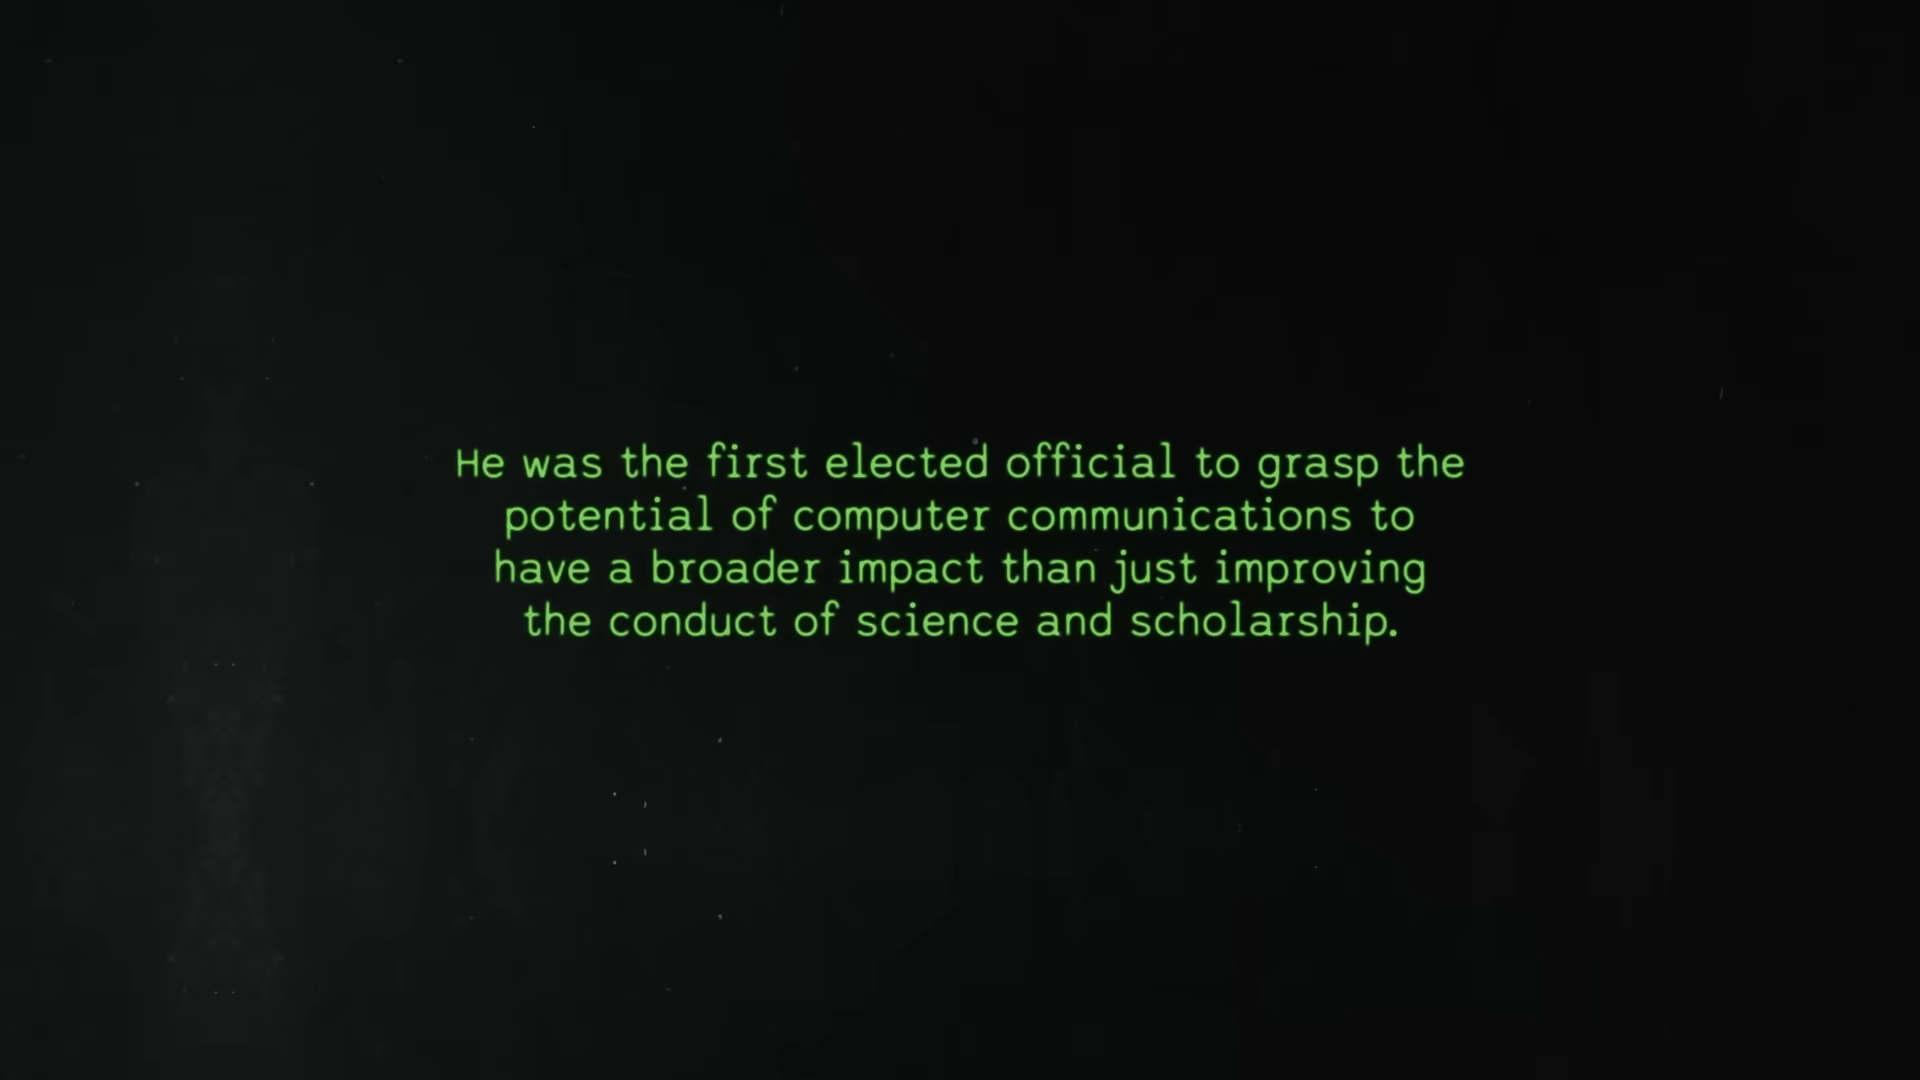 He was the first elected official to grasp the
potential of computer communications to
have a broader impact than just improving
the conduct of science and scholarship.